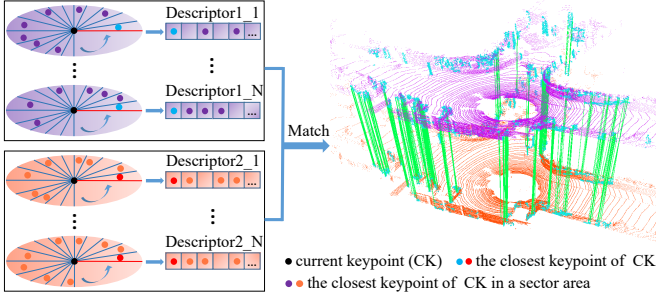 Descriptor1_1
...
Descriptor1_N
...
Match
Descriptor2_1
...
Descriptor2_N
...
current keypoint (CK)
the closest keypoint of CK
the closest keypoint of CK in a sector area